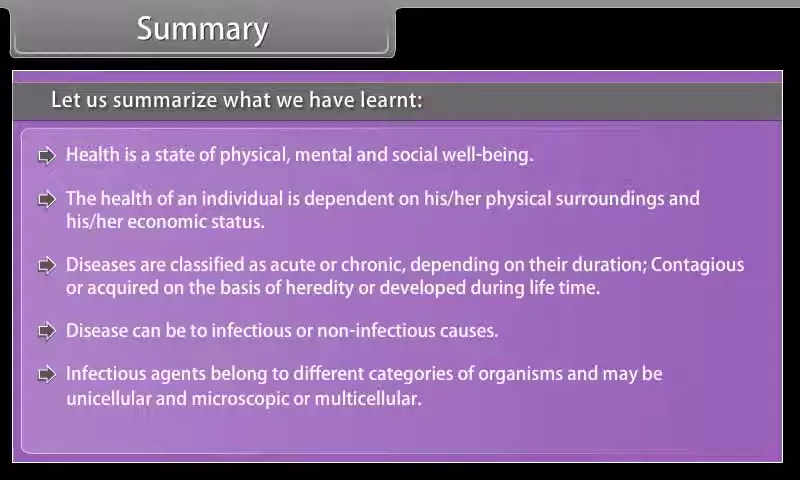 Summary
Let us summarize what we have learnt:
Health is a state of physical, mental and social well-being.
The health of an individual is dependent on his/her physical surroundings and
his/her economic status.
Diseases are classified as acute or chronic, depending on their duration; Contagious
or acquired on the basis of heredity or developed during life time.
Disease can be to infectious or non-infectious causes.
Infectious agents belong to different categories of organisms and may be
unicellular and microscopic or multicellular.